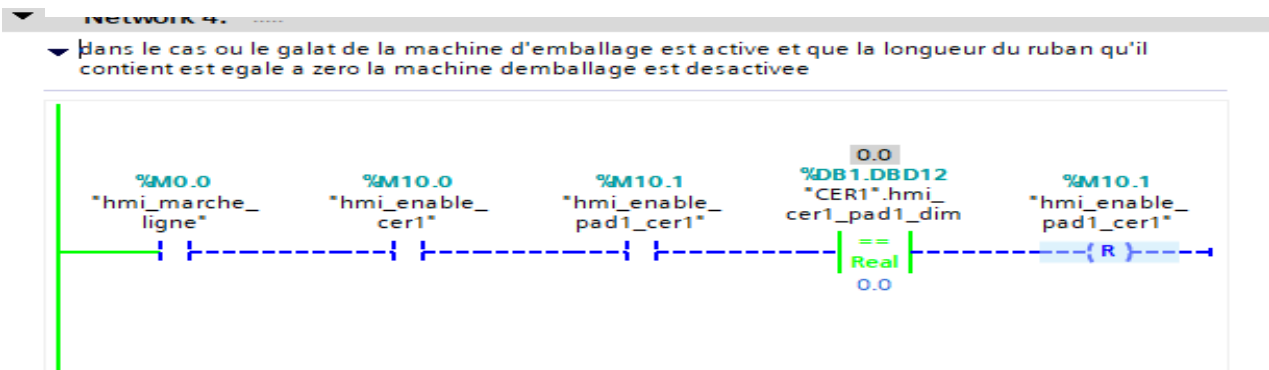 Network 4: .....
dans le cas ou le galat de la machine d'emballage est active et que la longueur du ruban qu'il
contient est egale a zero la machine demballage est desactivee
0.0
%M0.0 %M10.0 %M10.1 %DB1.DBD12 %M10.1
"hmi_marche_ "hmi_enable_ "hmi_enable_ "CER1".hmi_ "hmi_enable_
ligne" cer1" pad1_cer1" cer1_pad1_dim pad1_cer1"
==
R
Real
0.0